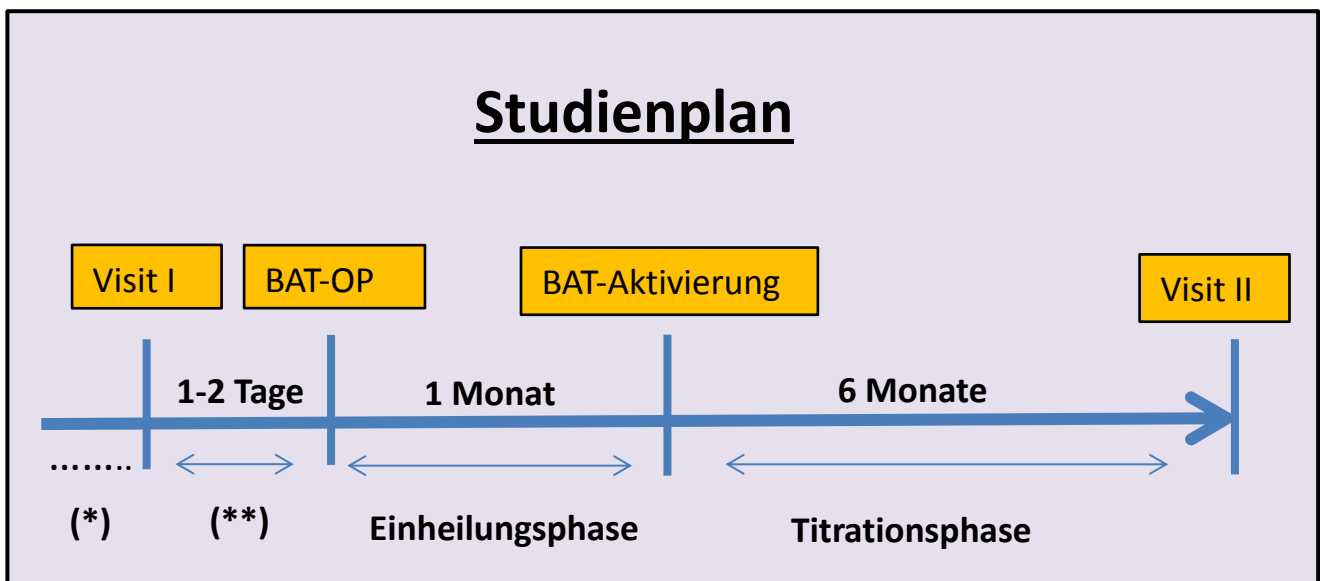 Studienplan
Visit I
BAT-OP
BAT-Aktivierung
Visit II
1-2 Tage
1 Monat
6 Monate
........
(*)
(**)
Einheilungsphase
Titrationsphase